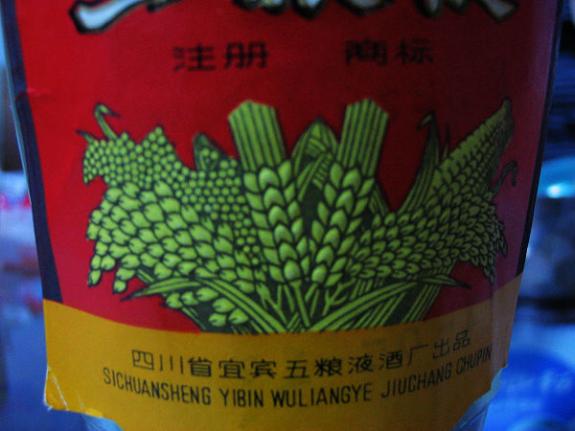 注册 商标
四川省宜宾五粮液酒厂出品
SICHUANSHENG YIBIN WULIANGYE JIUCHANG CHUPIN